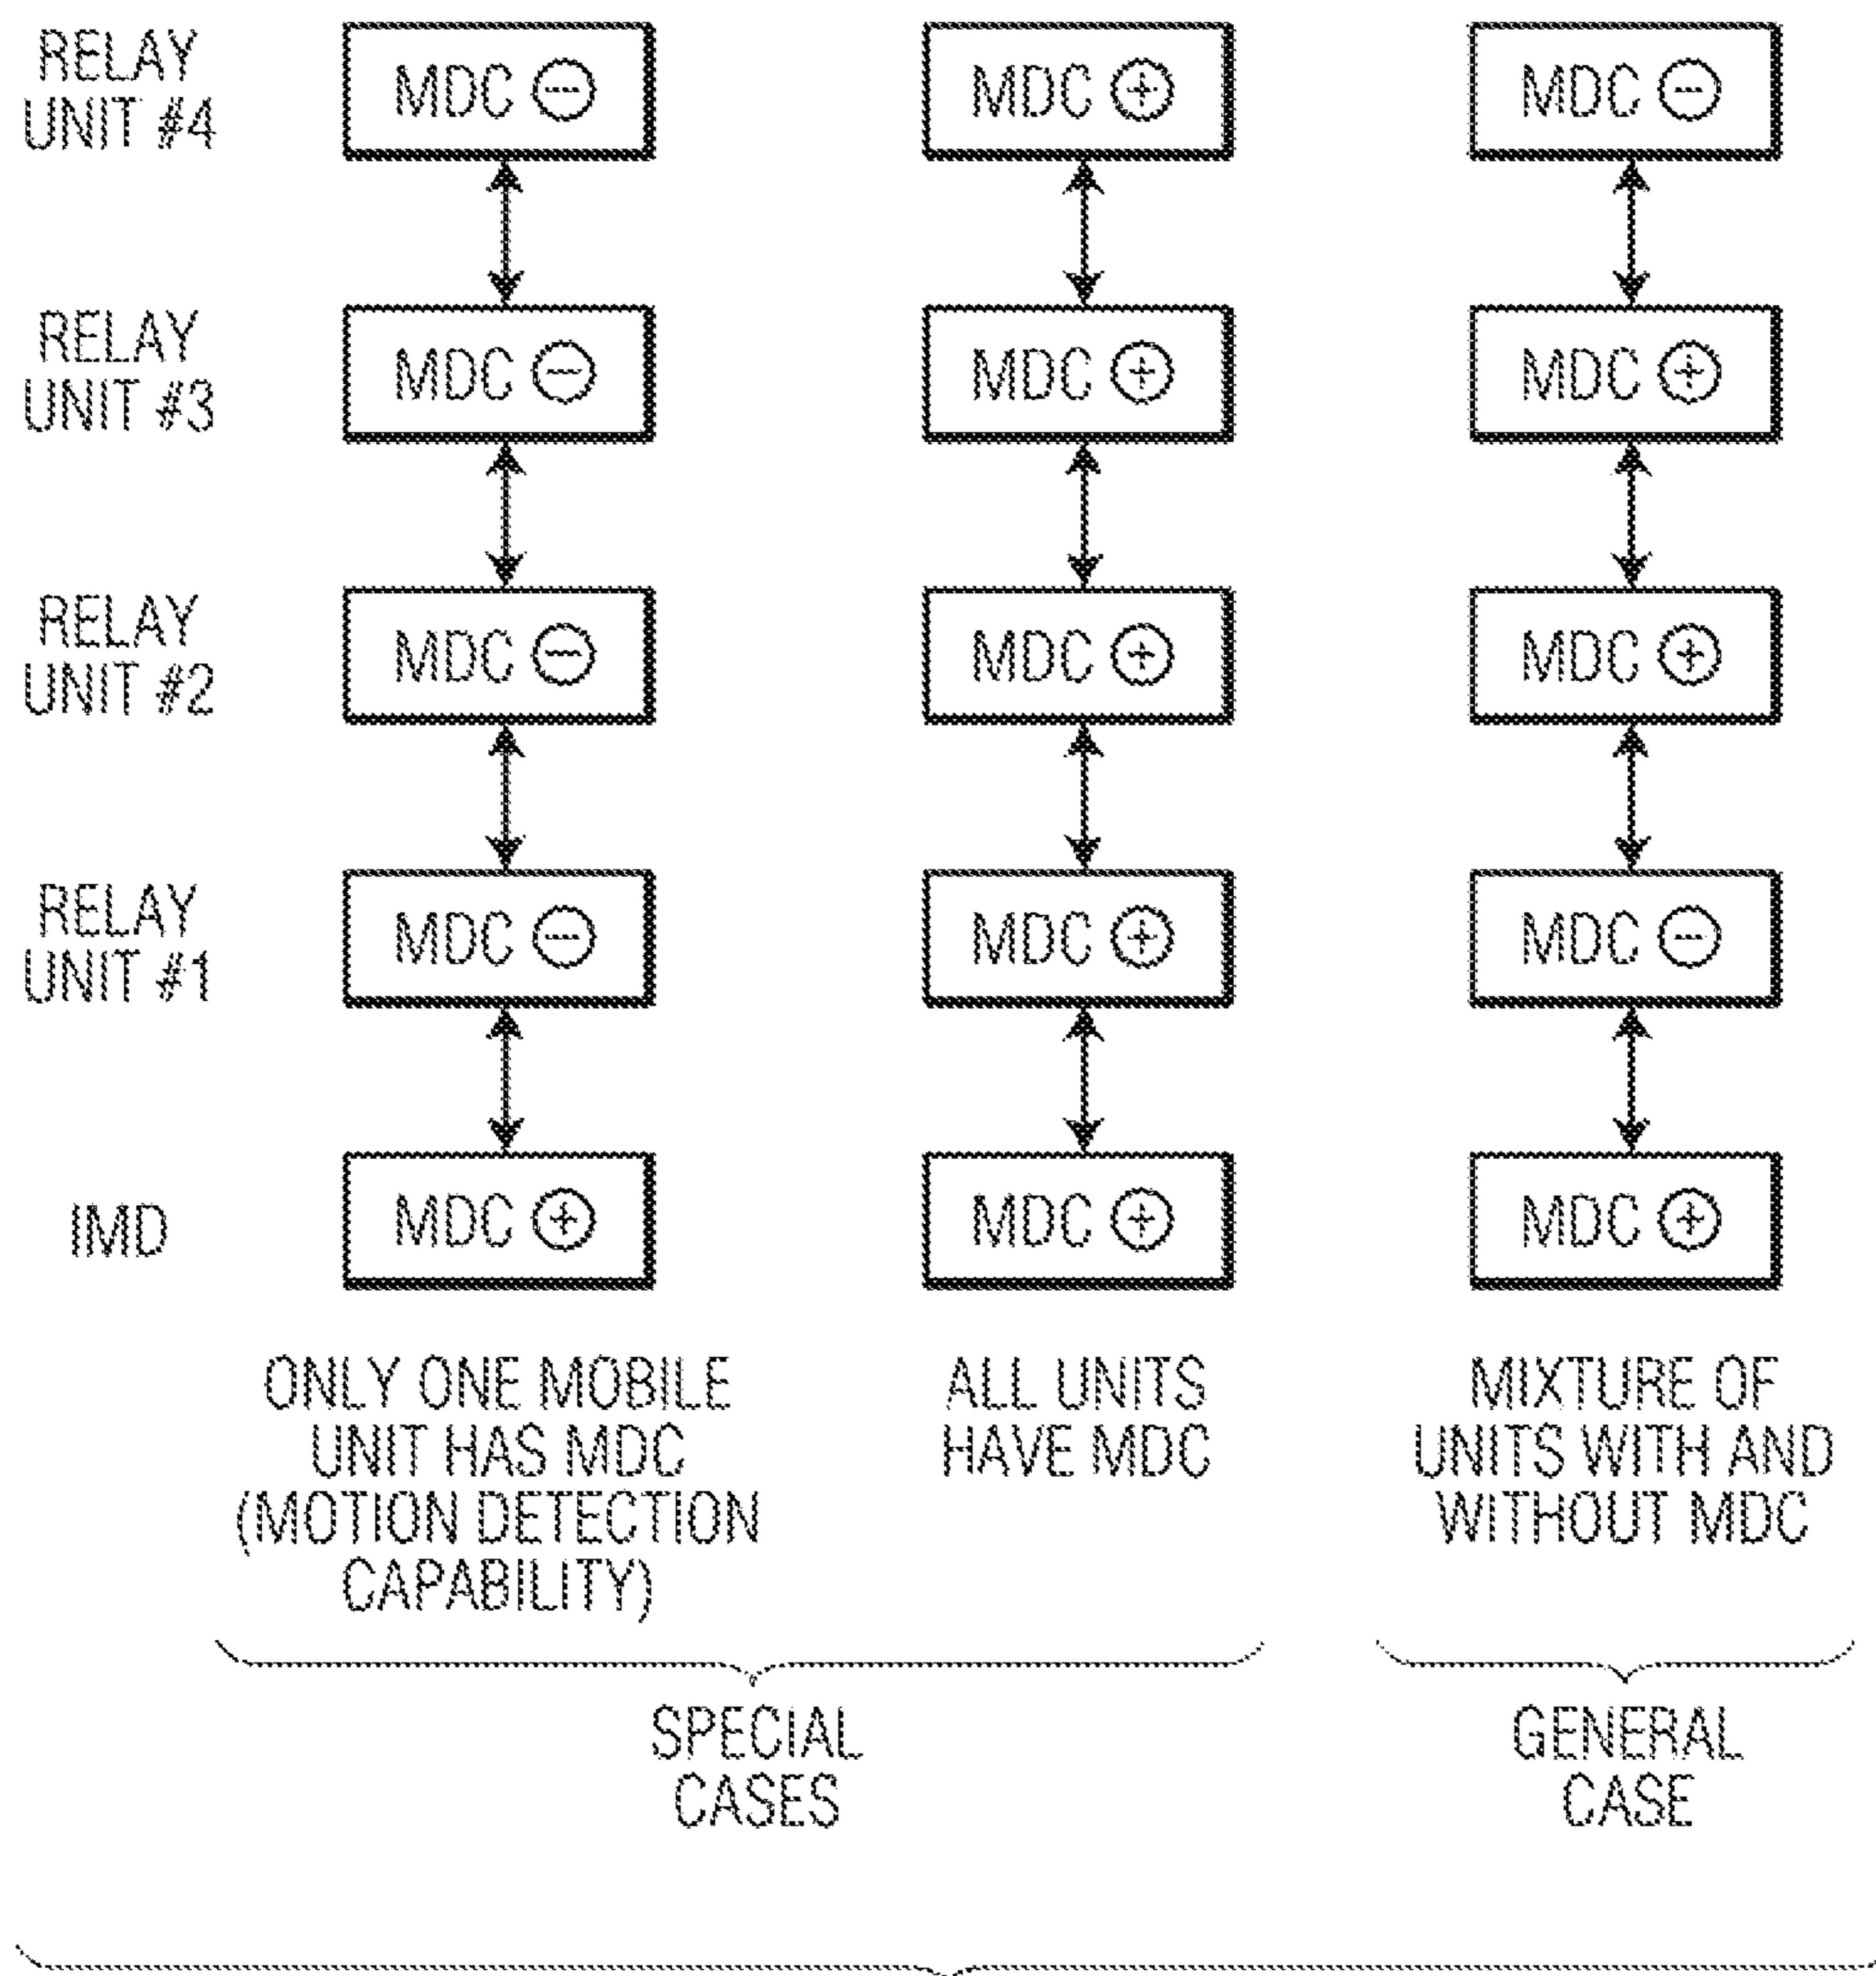 RELAY
UNIT #4
MDC ⊖
MDC ⊕
MDC ⊖
RELAY
UNIT #3
MDC ⊖
MDC ⊕
MDC ⊕
RELAY
UNIT #2
MDC ⊖
MDC ⊕
MDC ⊕
RELAY
UNIT #1
MDC ⊖
MDC ⊕
MDC ⊖
IMD
MDC ⊕
MDC ⊕
MDC ⊕
ONLY ONE MOBILE
UNIT HAS MDC
(MOTION DETECTION
CAPABILITY)
ALL UNITS
HAVE MDC
MIXTURE OF
UNITS WITH AND
WITHOUT MDC
SPECIAL
CASES
GENERAL
CASE